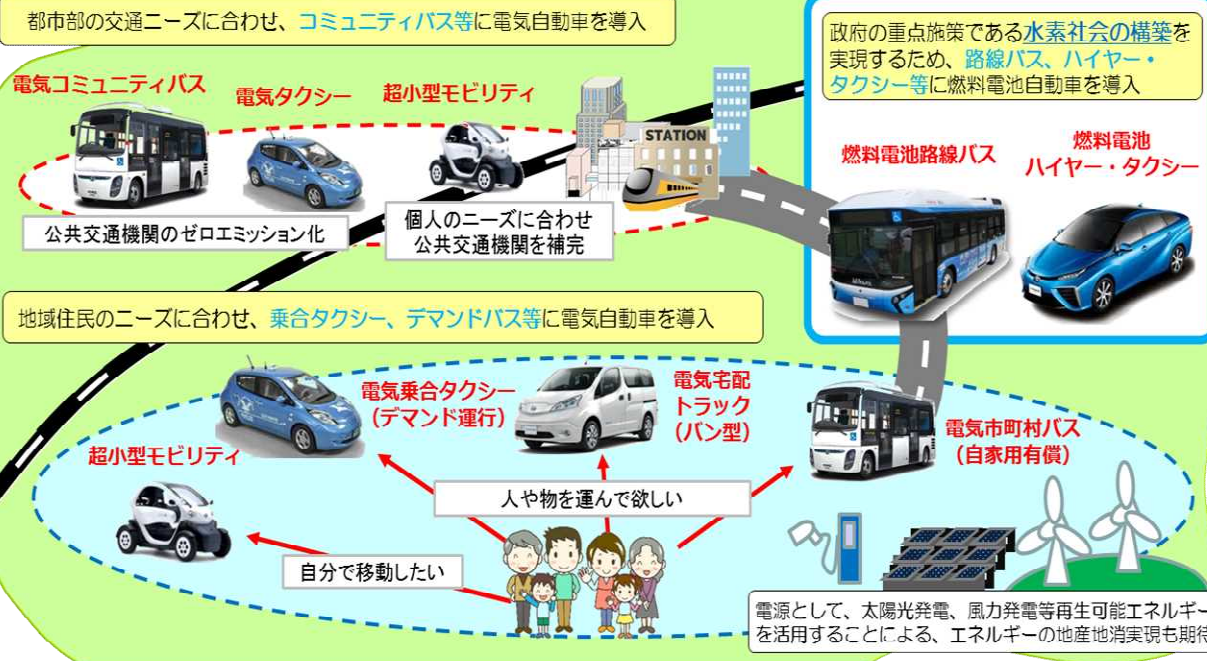 都市部の交通ニーズに合わせ、コミュニティバス等に電気自動車を導入
電気コミュニティバス
電気タクシー
超小型モビリティ
STATION
公共交通機関のゼロエミッション化
個人のニーズに合わせ
公共交通機関を補完
政府の重点施策である水素社会の構築を
実現するため、路線バス、ハイヤー・
タクシー等に燃料電池自動車を導入
燃料電池路線バス
燃料電池
ハイヤー・タクシー
地域住民のニーズに合わせ、乗合タクシー、デマンドバス等に電気自動車を導入
電気乗合タクシー
（デマンド運行）
電気宅配
トラック
（バン型）
電気市町村バス
（自家用有償）
超小型モビリティ
人や物を運んで欲しい
自分で移動したい
電源として、太陽光発電、風力発電等再生可能エネルギー
を活用することによる、エネルギーの地産地消実現も期待